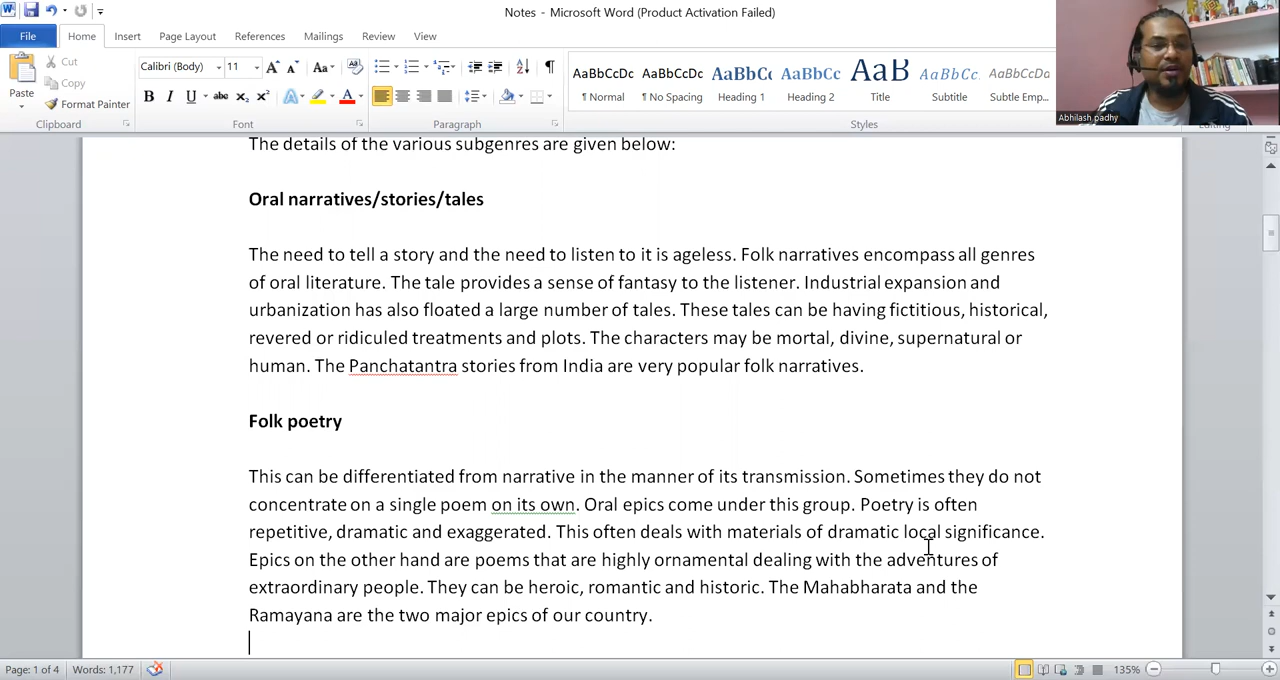 Notes - Microsoft Word (Product Activation Failed)
File Home Insert Page Layout References Mailings Review View
Cut
Copy
Paste
Format Painter
Calibri (Body) 11
AaBbCcDc AaBbCcDc AaBbCc AaBbCc AaB AaBbCc. AaBbCcDc
¶ Normal ¶ No Spacing Heading 1 Heading 2 Title Subtitle Subtle Emp...
Clipboard Font Paragraph Styles Editing
Abhilash padhy
The details of the various subgenres are given below:
Oral narratives/stories/tales
The need to tell a story and the need to listen to it is ageless. Folk narratives encompass all genres
of oral literature. The tale provides a sense of fantasy to the listener. Industrial expansion and
urbanization has also floated a large number of tales. These tales can be having fictitious, historical,
revered or ridiculed treatments and plots. The characters may be mortal, divine, supernatural or
human. The Panchatantra stories from India are very popular folk narratives.
Folk poetry
This can be differentiated from narrative in the manner of its transmission. Sometimes they do not
concentrate on a single poem on its own. Oral epics come under this group. Poetry is often
repetitive, dramatic and exaggerated. This often deals with materials of dramatic local significance.
Epics on the other hand are poems that are highly ornamental dealing with the adventures of
extraordinary people. They can be heroic, romantic and historic. The Mahabharata and the
Ramayana are the two major epics of our country.
Page: 1 of 4 Words: 1,177 135%